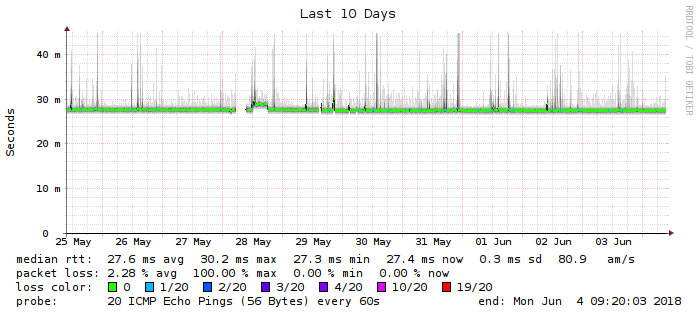 Last 10 Days
RRDTOOL / TOBI OETIKER
Seconds
40 m
30 m
20 m
10 m
0
25 May 26 May 27 May 28 May 29 May 30 May 31 May 01 Jun 02 Jun 03 Jun
median rtt: 27.6 ms avg 30.2 ms max 27.3 ms min 27.4 ms now 0.3 ms sd 80.9 am/s
packet loss: 2.28 % avg 100.00 % max 0.00 % min 0.00 % now
loss color: 0 1/20 2/20 3/20 4/20 10/20 19/20
probe: 20 ICMP Echo Pings (56 Bytes) every 60s end: Mon Jun 4 09:20:03 2018